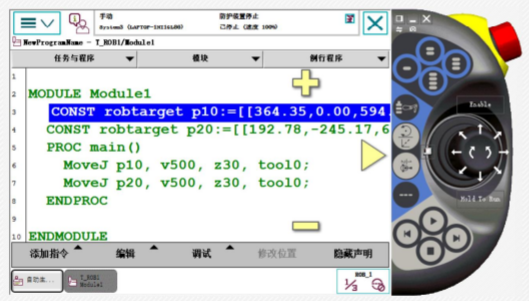 手动
防护装置停止
System5 (LAPTOP-IHI36L80)
已停止 (速度 100%)
NewProgramName - T_ROB1/Module1
任务与程序
模块
例行程序
1
2 MODULE Module1
3 CONST robtarget p10:=[[364.35,0.00,594.
4 CONST robtarget p20:=[[192.78,-245.17,6
5 PROC main()
6 MoveJ p10, v500, z30, tool0;
7 MoveJ p20, v500, z30, tool0;
8 ENDPROC
9
10 ENDMODULE
添加指令 编辑 调试 修改位置 隐藏声明
自动生...
T_ROB1
Module1
ROB_1
1/3
Enable
Hold To Run